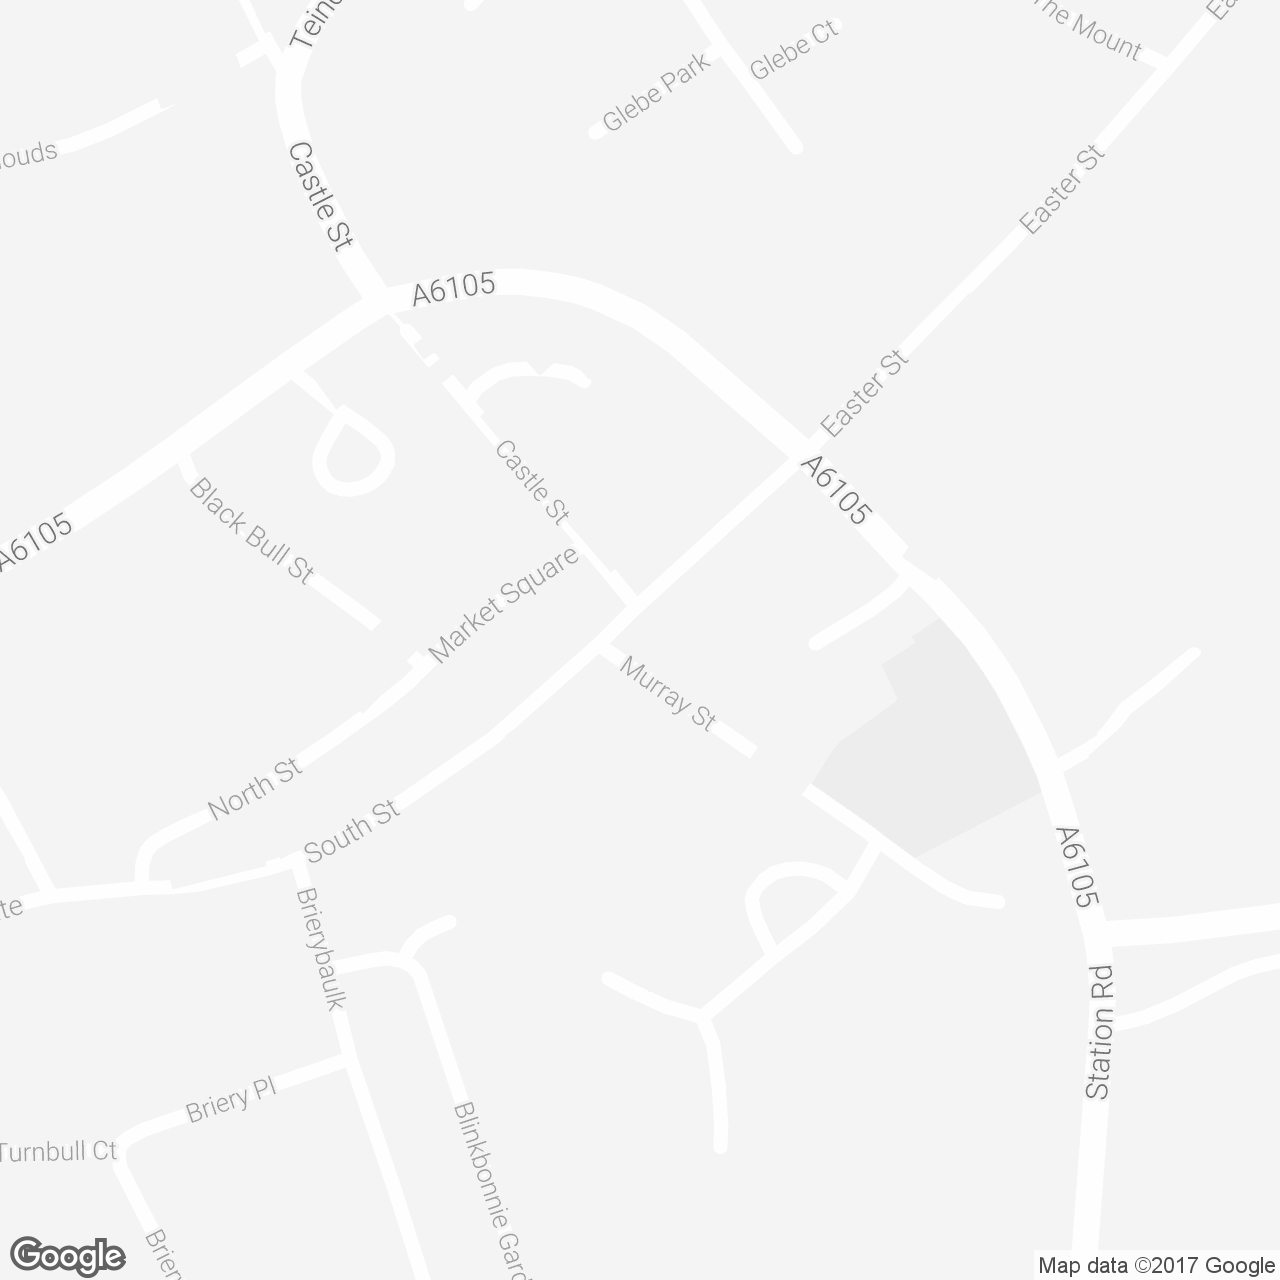 The Mount
Glebe Ct
Glebe Park
Castle St
Easter St
A6105
Easter St
Castle St
A6105
A6105
Black Bull St
Market Square
Murray St
North St
South St
A6105
Brierybaulk
Station Rd
Briery Pl
Turnbull Ct
Blinkbonnie
Google
Map data ©2017 Google